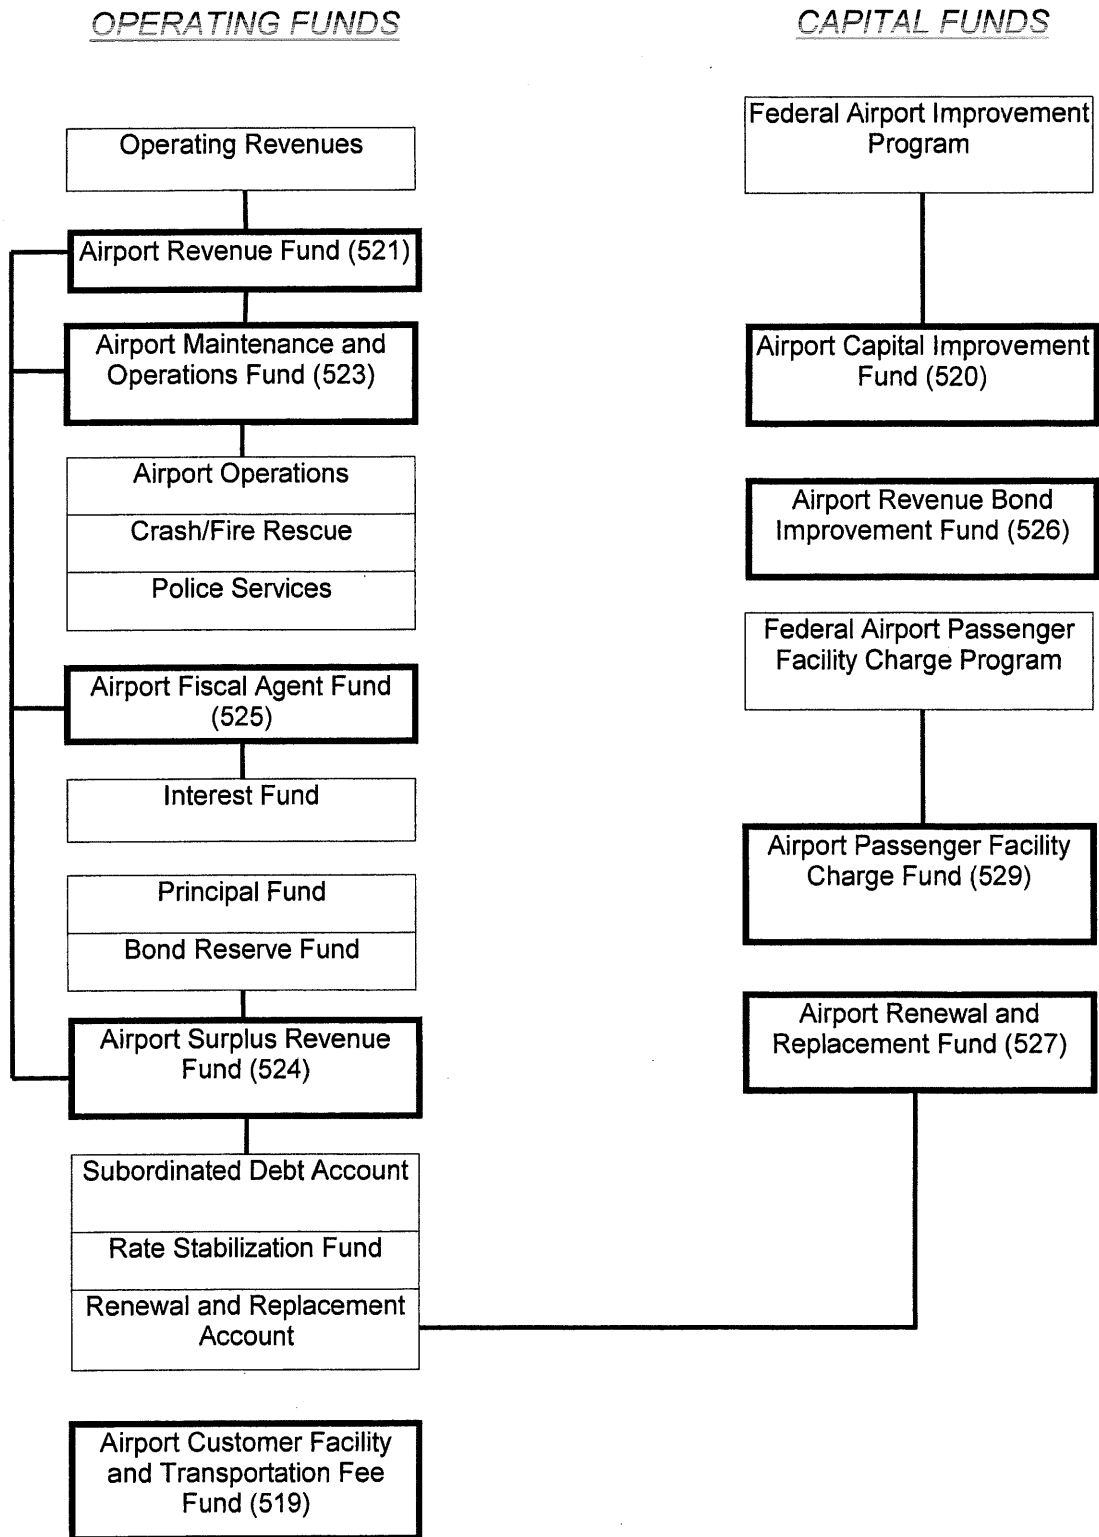 OPERATING FUNDS
Operating Revenues
Airport Revenue Fund (521)
Airport Maintenance and
Operations Fund (523)
Airport Operations
Crash/Fire Rescue
Police Services
Airport Fiscal Agent Fund
(525)
Interest Fund
Principal Fund
Bond Reserve Fund
Airport Surplus Revenue
Fund (524)
Subordinated Debt Account
Rate Stabilization Fund
Renewal and Replacement
Account
Airport Customer Facility
and Transportation Fee
Fund (519)
CAPITAL FUNDS
Federal Airport Improvement
Program
Airport Capital Improvement
Fund (520)
Airport Revenue Bond
Improvement Fund (526)
Federal Airport Passenger
Facility Charge Program
Airport Passenger Facility
Charge Fund (529)
Airport Renewal and
Replacement Fund (527)